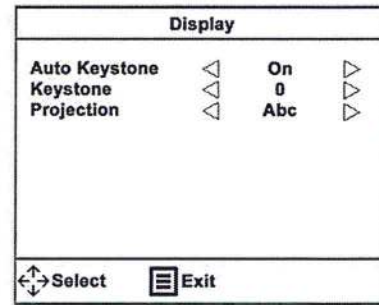 Display
Auto Keystone On
Keystone 0
Projection Abc
Select Exit